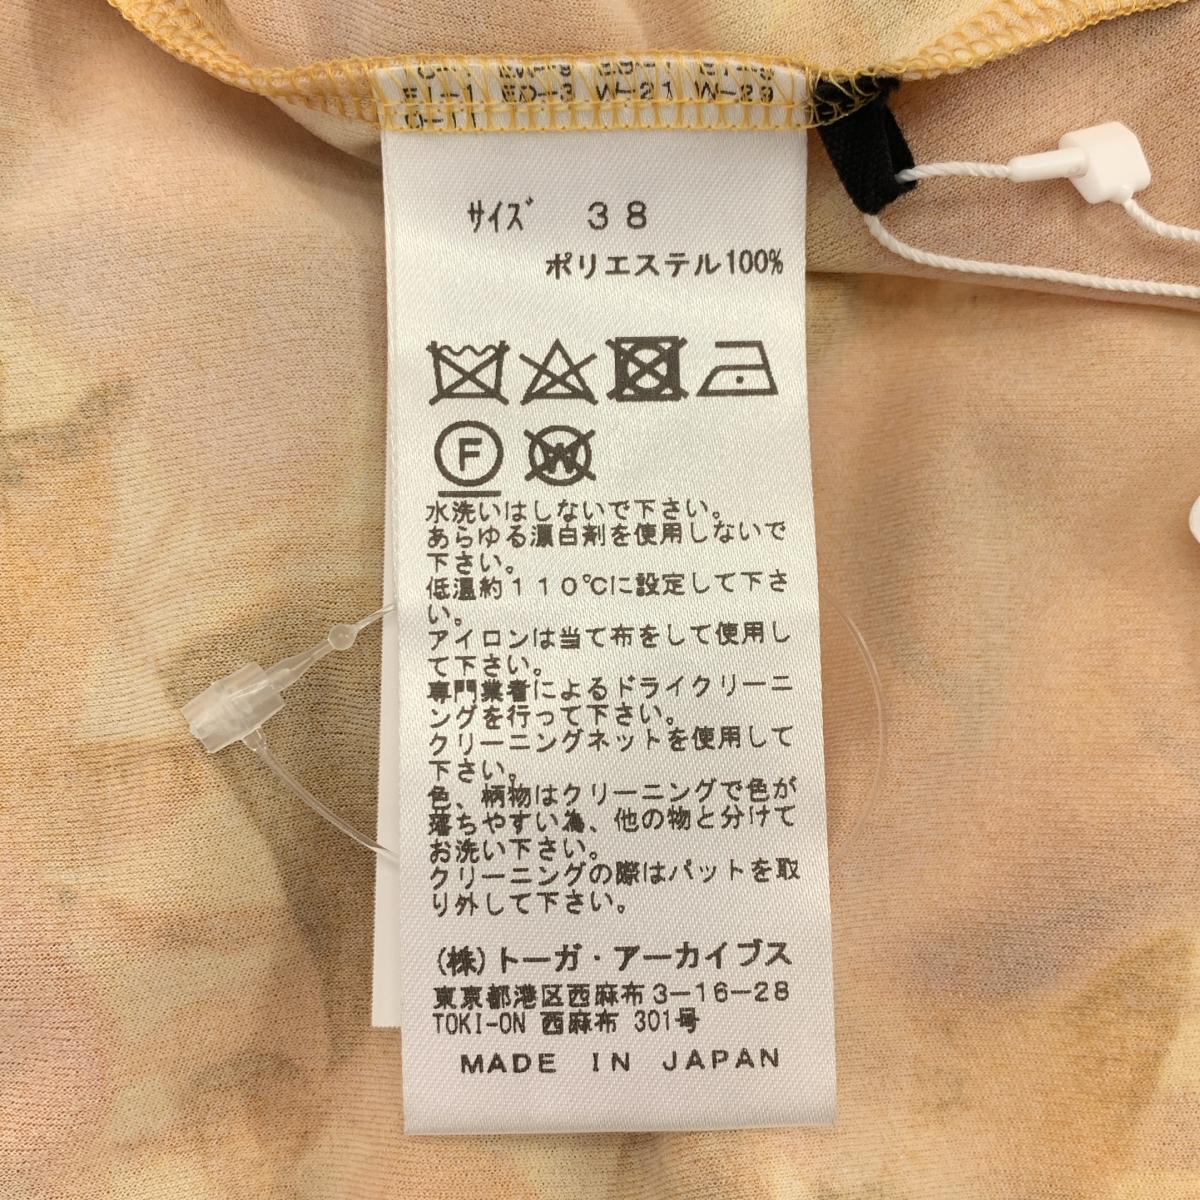 W-21 W-29
サイズ 38
ポリエステル100%
F
W
水洗いはしないで下さい。
あらゆる漂白剤を使用しないで
下さい。
低温約110℃に設定して下さ
い。
アイロンは当て布をして使用し
て下さい。
専門業者によるドライクリーニ
ングを行って下さい。
クリーニングネットを使用して
下さい。
色、柄物はクリーニングで色が
落ちやすい為、他の物と分けて
お洗い下さい。
クリーニングの際はパットを取
り外して下さい。
(株)トーガ・アーカイブス
東京都港区西麻布3-16-28
TOKI-ON 西麻布 301号
MADE IN JAPAN